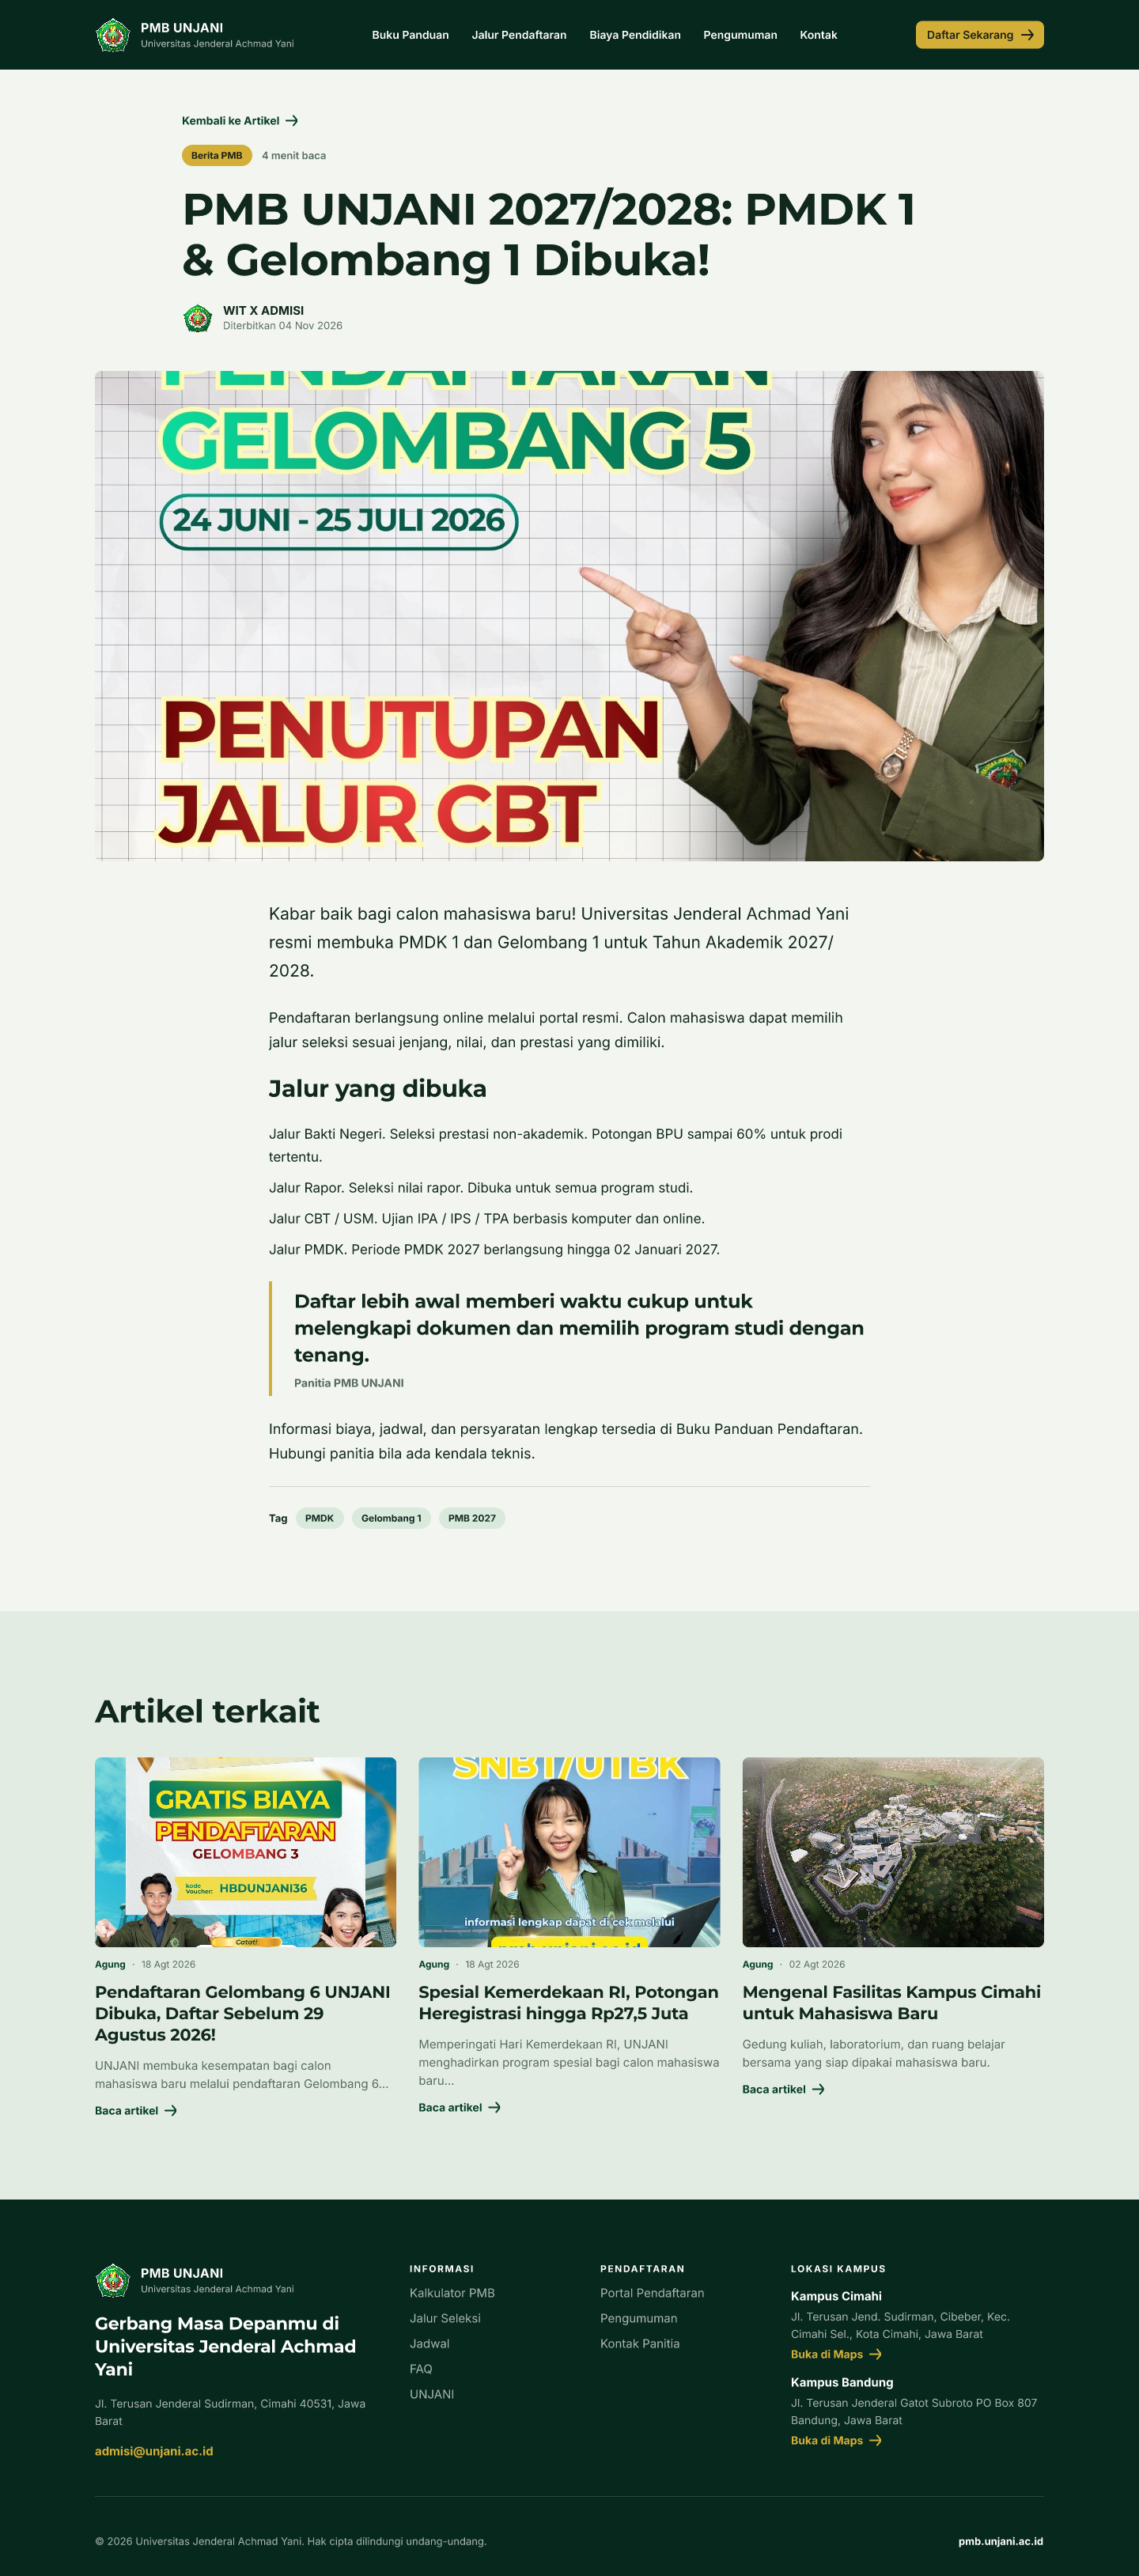 PMB UNJANI
Universitas Jenderal Achmad Yani
Buku Panduan
Jalur Pendaftaran
Biaya Pendidikan
Pengumuman
Kontak
Daftar Sekarang
Kembali ke Artikel
Berita PMB
4 menit baca
PMB UNJANI 2027/2028: PMDK 1
& Gelombang 1 Dibuka!
WIT X ADMISI
Diterbitkan 04 Nov 2026
PENDAFTARAN
GELOMBANG 5
24 JUNI - 25 JULI 2026
PENUTUPAN
JALUR CBT
Kabar baik bagi calon mahasiswa baru! Universitas Jenderal Achmad Yani
resmi membuka PMDK 1 dan Gelombang 1 untuk Tahun Akademik 2027/
2028.
Pendaftaran berlangsung online melalui portal resmi. Calon mahasiswa dapat memilih
jalur seleksi sesuai jenjang, nilai, dan prestasi yang dimiliki.
Jalur yang dibuka
Jalur Bakti Negeri. Seleksi prestasi non-akademik. Potongan BPU sampai 60% untuk prodi
tertentu.
Jalur Rapor. Seleksi nilai rapor. Dibuka untuk semua program studi.
Jalur CBT / USM. Ujian IPA / IPS / TPA berbasis komputer dan online.
Jalur PMDK. Periode PMDK 2027 berlangsung hingga 02 Januari 2027.
Daftar lebih awal memberi waktu cukup untuk
melengkapi dokumen dan memilih program studi dengan
tenang.
Panitia PMB UNJANI
Informasi biaya, jadwal, dan persyaratan lengkap tersedia di Buku Panduan Pendaftaran.
Hubungi panitia bila ada kendala teknis.
Tag
PMDK
Gelombang 1
PMB 2027
Artikel terkait
GRATIS BIAYA
PENDAFTARAN
GELOMBANG 3
kode
Voucher:
HBDUNJANI36
Catat!
Agung · 18 Agt 2026
Pendaftaran Gelombang 6 UNJANI
Dibuka, Daftar Sebelum 29
Agustus 2026!
UNJANI membuka kesempatan bagi calon
mahasiswa baru melalui pendaftaran Gelombang 6...
Baca artikel
SNBT/UTBK
informasi lengkap dapat di cek melalui
pmb.unjani.ac.id
Agung · 18 Agt 2026
Spesial Kemerdekaan RI, Potongan
Heregistrasi hingga Rp27,5 Juta
Memperingati Hari Kemerdekaan RI, UNJANI
menghadirkan program spesial bagi calon mahasiswa
baru...
Baca artikel
Agung · 02 Agt 2026
Mengenal Fasilitas Kampus Cimahi
untuk Mahasiswa Baru
Gedung kuliah, laboratorium, dan ruang belajar
bersama yang siap dipakai mahasiswa baru.
Baca artikel
PMB UNJANI
Universitas Jenderal Achmad Yani
Gerbang Masa Depanmu di
Universitas Jenderal Achmad
Yani
Jl. Terusan Jenderal Sudirman, Cimahi 40531, Jawa
Barat
admisi@unjani.ac.id
INFORMASI
Kalkulator PMB
Jalur Seleksi
Jadwal
FAQ
UNJANI
PENDAFTARAN
Portal Pendaftaran
Pengumuman
Kontak Panitia
LOKASI KAMPUS
Kampus Cimahi
Jl. Terusan Jend. Sudirman, Cibeber, Kec.
Cimahi Sel., Kota Cimahi, Jawa Barat
Buka di Maps
Kampus Bandung
Jl. Terusan Jenderal Gatot Subroto PO Box 807
Bandung, Jawa Barat
Buka di Maps
© 2026 Universitas Jenderal Achmad Yani. Hak cipta dilindungi undang-undang.
pmb.unjani.ac.id